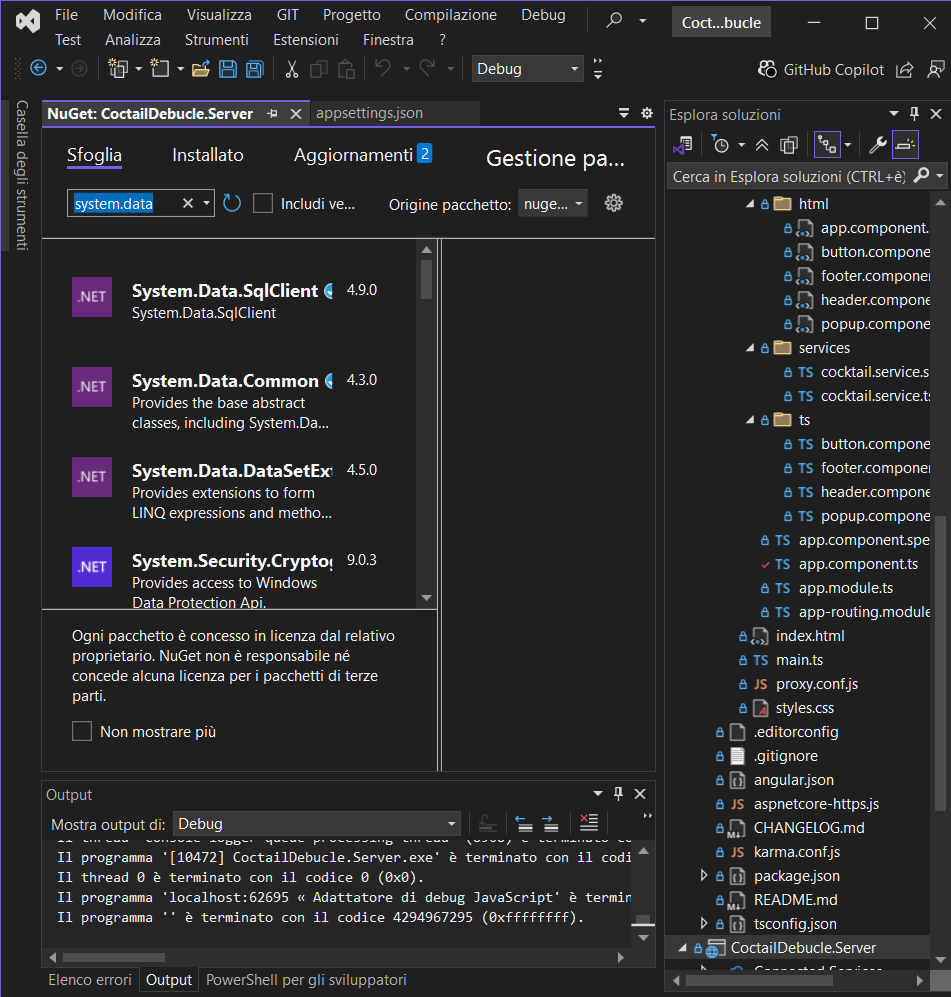 File Modifica Visualizza GIT Progetto Compilazione Debug
Test Analizza Strumenti Estensioni Finestra ?
Coct...bucle
Debug
GitHub Copilot
Casella degli strumenti
NuGet: CoctailDebucle.Server
appsettings.json
Sfoglia Installato Aggiornamenti 2
Gestione pa...
system.data
Includi ve...
Origine pacchetto: nuge...
.NET
System.Data.SqlClient 4.9.0
System.Data.SqlClient
.NET
System.Data.Common 4.3.0
Provides the base abstract
classes, including System.Da...
.NET
System.Data.DataSetEx 4.5.0
Provides extensions to form
LINQ expressions and metho...
.NET
System.Security.Crypto 9.0.3
Provides access to Windows
Data Protection Api.
Ogni pacchetto è concesso in licenza dal relativo
proprietario. NuGet non è responsabile né
concede alcuna licenza per i pacchetti di terze
parti.
Non mostrare più
Output
Mostra output di: Debug
Il programma '[10472] CoctailDebucle.Server.exe' è terminato con il codi
Il thread 0 è terminato con il codice 0 (0x0).
Il programma 'localhost:62695 « Adattatore di debug JavaScript' è termin
Il programma '' è terminato con il codice 4294967295 (0xffffffff).
Elenco errori Output PowerShell per gli sviluppatori
Esplora soluzioni
Cerca in Esplora soluzioni (CTRL+è)
html
app.component.
button.compone
footer.componen
header.compone
popup.compone
services
TS cocktail.service.s
TS cocktail.service.ts
ts
TS button.compone
TS footer.componen
TS header.compone
TS popup.compone
TS app.component.spe
TS app.component.ts
TS app.module.ts
TS app-routing.module
index.html
TS main.ts
JS proxy.conf.js
styles.css
.editorconfig
.gitignore
angular.json
JS aspnetcore-https.js
CHANGELOG.md
JS karma.conf.js
package.json
README.md
tsconfig.json
CoctailDebucle.Server
Connected Services